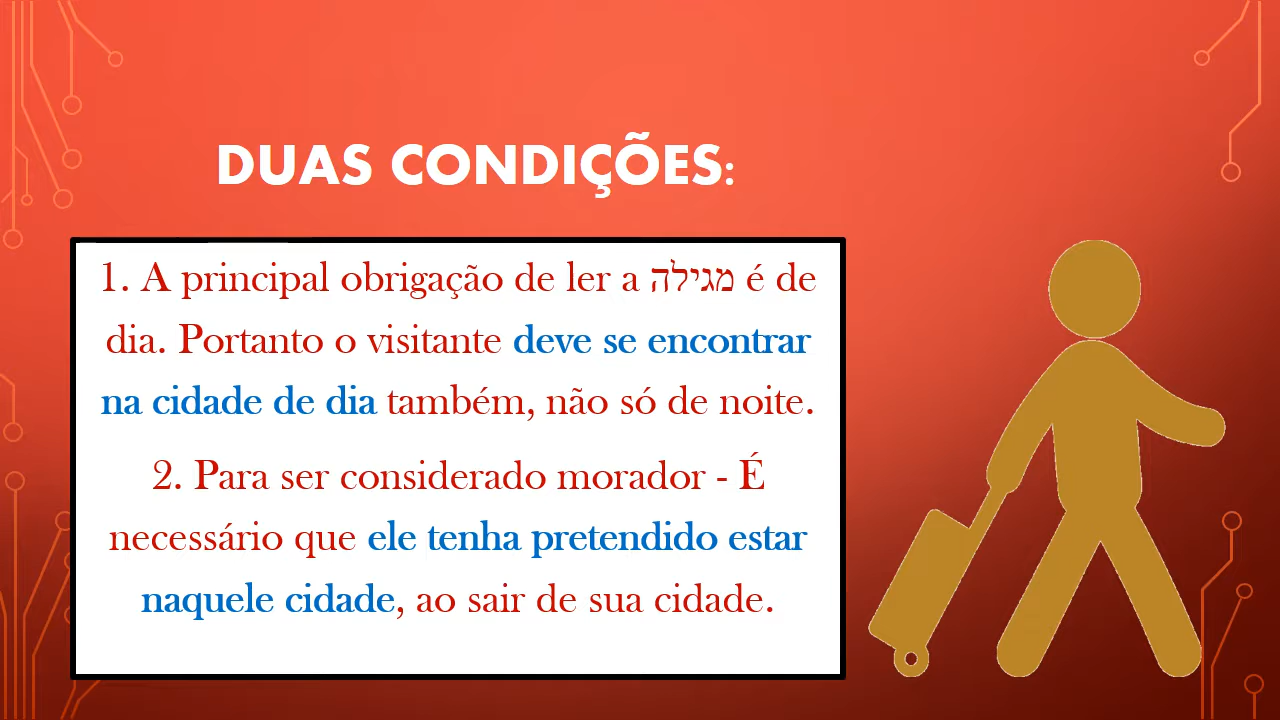 DUAS CONDIÇÕES:
1. A principal obrigação de ler a מגילה é de
dia. Portanto o visitante deve se encontrar
na cidade de dia também, não só de noite.
2. Para ser considerado morador - É
necessário que ele tenha pretendido estar
naquele cidade, ao sair de sua cidade.